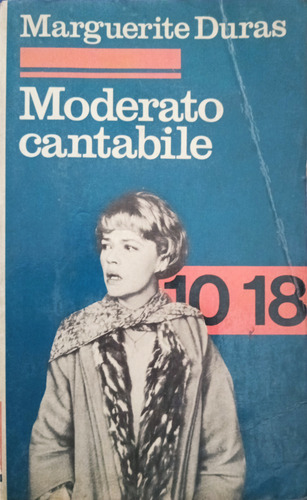 Marguerite Duras
Moderato
cantabile
10 18